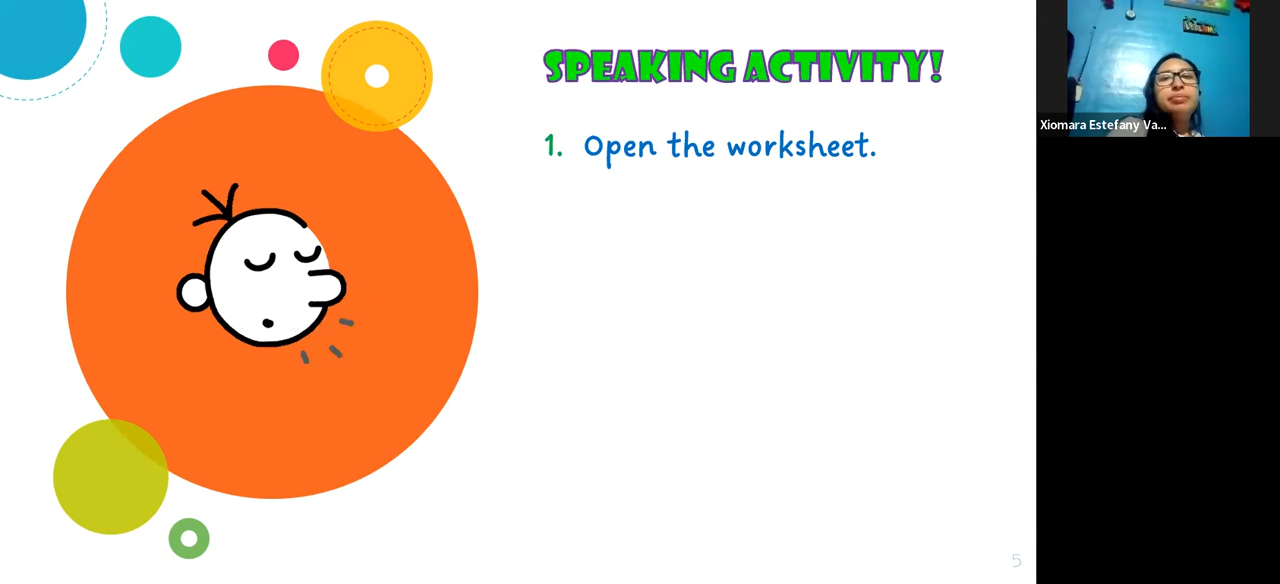 SPEAKING ACTIVITY!
1. Open the worksheet.
Xiomara Estefany Va...
5